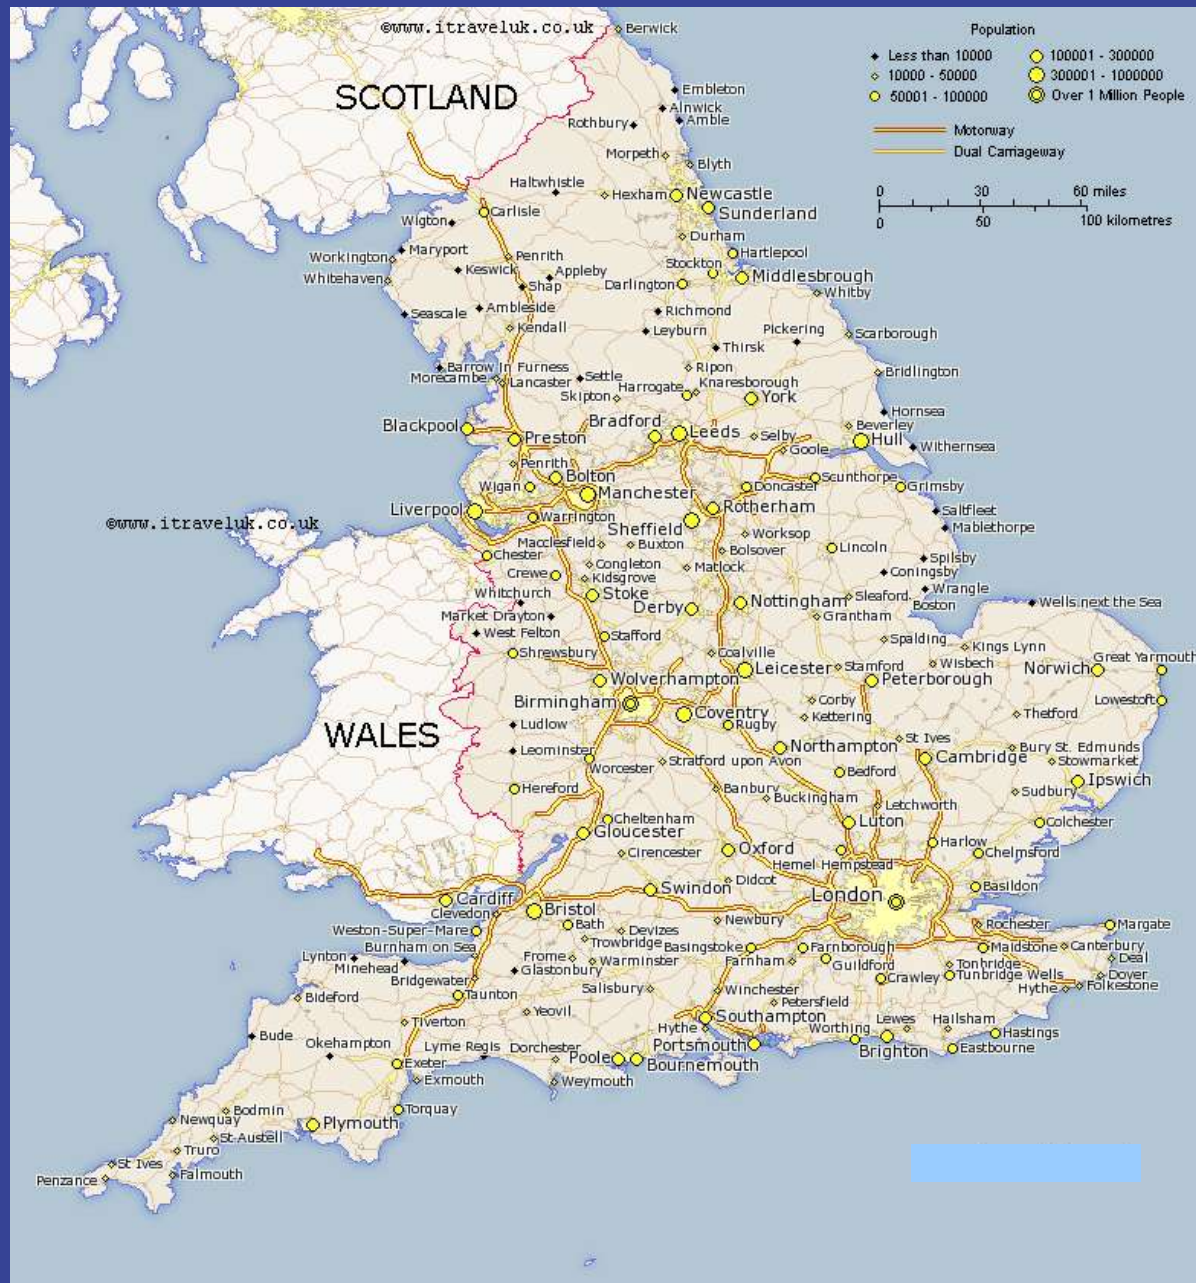 ©www.itraveluk.co.uk
Berwick
Population
Less than 10000
100001 - 300000
10000 - 50000
300001 - 1000000
50001 - 100000
Over 1 Million People
Motorway
Dual Carriageway
0 30 60 miles
0 50 100 kilometres
SCOTLAND
Embleton
Alnwick
Amble
Rothbury
Morpeth
Blyth
Haltwhistle
Hexham
Newcastle
Carlisle
Sunderland
Wigton
Durham
Maryport
Workington
Penrith
Hartlepool
Stockton
Keswick
Appleby
Whitehaven
Shap
Darlington
Middlesbrough
Whitby
Seascale
Ambleside
Richmond
Kendall
Leyburn
Pickering
Scarborough
Thirsk
Barrow In Furness
Ripon
Bridlington
Morecambe
Lancaster
Settle
Harrogate
Knaresborough
Skipton
York
Hornsea
Blackpool
Bradford
Beverley
Preston
Leeds
Selby
Hull
Goole
Withernsea
Penrith
Bolton
Scunthorpe
Wigan
Manchester
Doncaster
Grimsby
Liverpool
Rotherham
Saltfleet
©www.itraveluk.co.uk
Warrington
Sheffield
Mablethorpe
Macclesfield
Buxton
Worksop
Chester
Bolsover
Lincoln
Spilsby
Congleton
Matlock
Crewe
Kidsgrove
Coningsby
Whitchurch
Stoke
Wrangle
Sleaford
Nottingham
Derby
Boston
Wells next the Sea
Market Drayton
Grantham
West Felton
Stafford
Spalding
Kings Lynn
Shrewsbury
Coalville
Great Yarmouth
Leicester
Stamford
Wisbech
Norwich
Wolverhampton
Peterborough
Birmingham
Corby
Lowestoft
Coventry
Kettering
Thetford
Ludlow
Rugby
WALES
St Ives
Northampton
Bury St. Edmunds
Leominster
Worcester
Stratford upon Avon
Cambridge
Stowmarket
Bedford
Ipswich
Hereford
Banbury
Buckingham
Sudbury
Letchworth
Cheltenham
Luton
Colchester
Gloucester
Cirencester
Oxford
Harlow
Chelmsford
Hemel Hempstead
Didcot
Swindon
London
Basildon
Cardiff
Bristol
Clevedon
Newbury
Rochester
Margate
Weston-Super-Mare
Bath
Devizes
Trowbridge
Burnham on Sea
Basingstoke
Farnborough
Maidstone
Canterbury
Lynton
Frome
Warminster
Farnham
Guildford
Tonbridge
Deal
Minehead
Glastonbury
Tunbridge Wells
Dover
Bridgewater
Salisbury
Winchester
Crawley
Hythe
Folkestone
Bideford
Taunton
Petersfield
Yeovil
Southampton
Tiverton
Hythe
Worthing
Lewes
Hailsham
Hastings
Bude
Okehampton
Lyme Regis
Dorchester
Portsmouth
Brighton
Eastbourne
Exeter
Poole
Bournemouth
Exmouth
Weymouth
Torquay
Bodmin
Newquay
Plymouth
St Austell
Truro
St Ives
Falmouth
Penzance